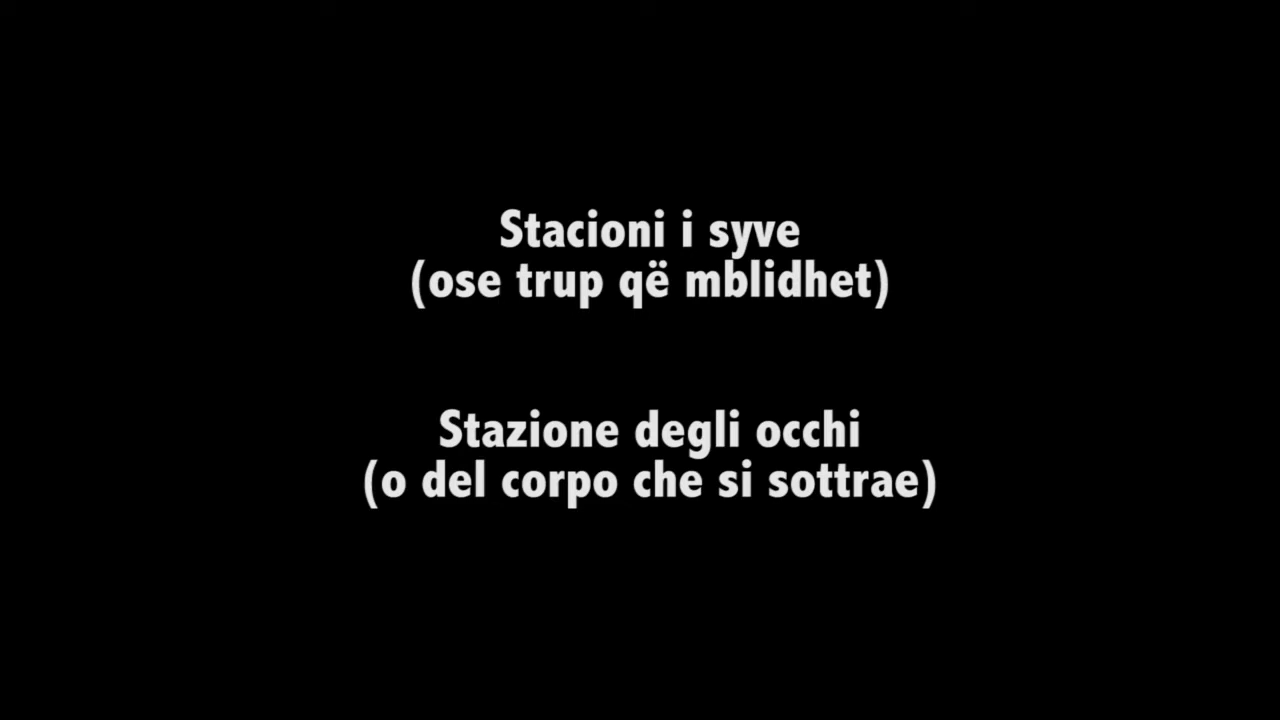 Stacioni i syve
(ose trup që mblidhet)
Stazione degli occhi
(o del corpo che si sottrae)